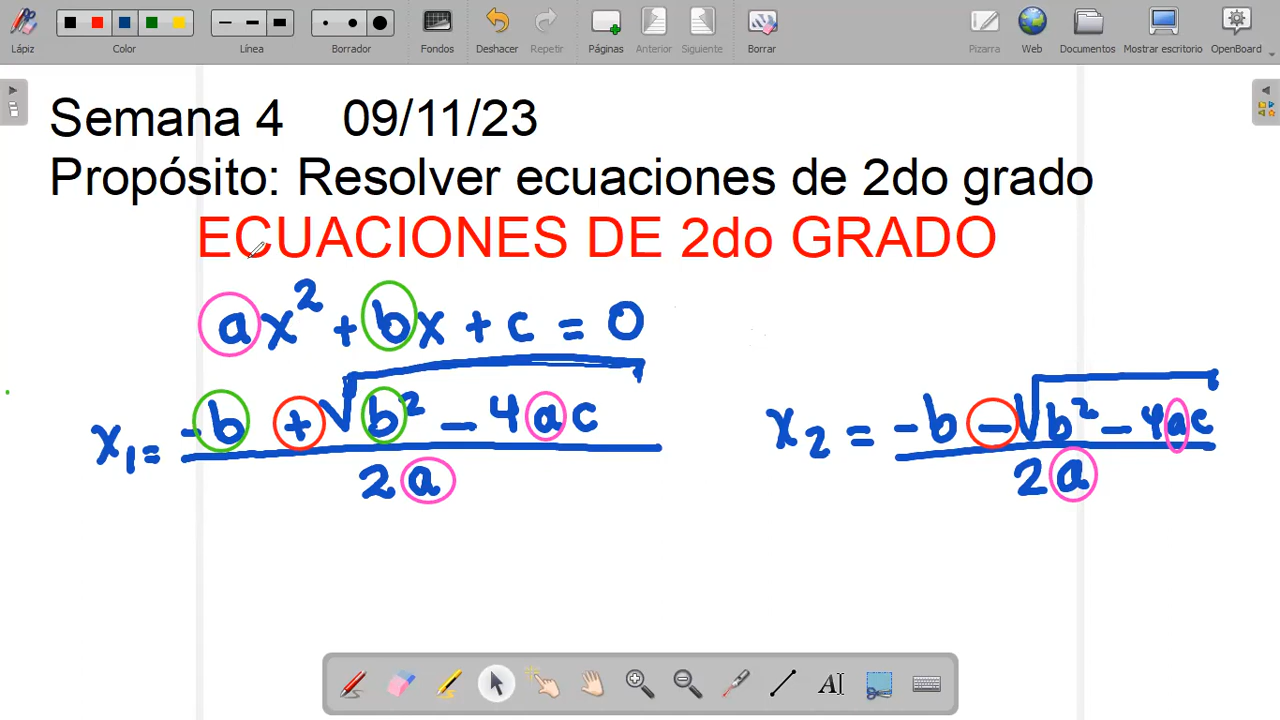 Lápiz Color Línea Borrador Fondos Deshacer Repetir Páginas Anterior Siguiente Borrar Pizarra Web Documentos Mostrar escritorio OpenBoard
Semana 4 09/11/23
Propósito: Resolver ecuaciones de 2do grado
ECUACIONES DE 2do GRADO
ax² + bx + c = 0
x₁ = (-b + √(b² - 4ac)) / 2a
x₂ = (-b - √(b² - 4ac)) / 2a